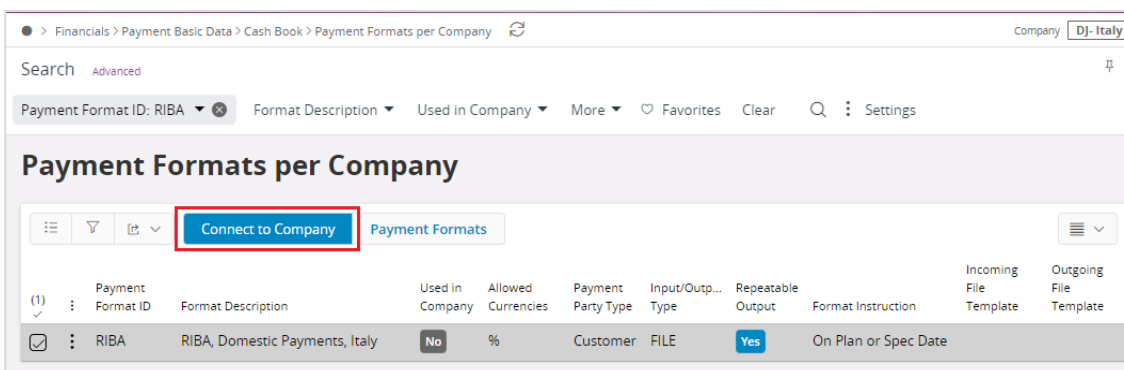 > Financials > Payment Basic Data > Cash Book > Payment Formats per Company Company DJ- Italy
Search Advanced
Payment Format ID: RIBA Format Description Used in Company More Favorites Clear Settings
Payment Formats per Company
Connect to Company Payment Formats
Incoming Outgoing
Payment Used in Allowed Payment Input/Outp... Repeatable File File
(1) Format ID Format Description Company Currencies Party Type Type Output Format Instruction Template Template
RIBA RIBA, Domestic Payments, Italy No % Customer FILE Yes On Plan or Spec Date